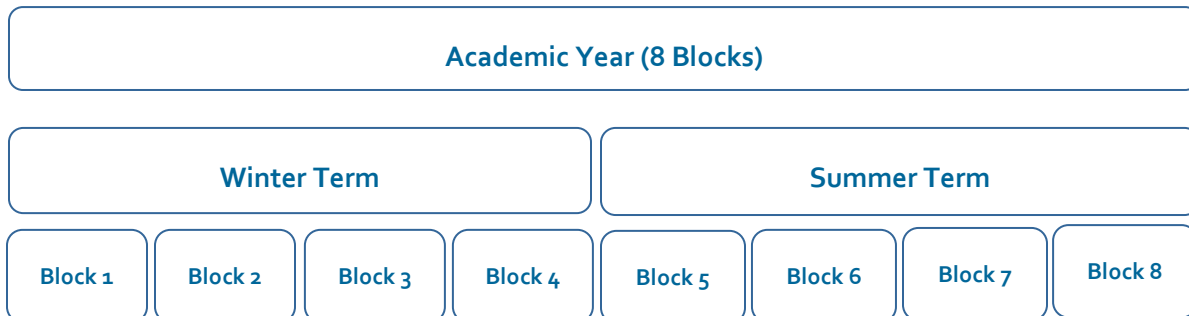 Academic Year (8 Blocks)
Winter Term
Summer Term
Block 1
Block 2
Block 3
Block 4
Block 5
Block 6
Block 7
Block 8